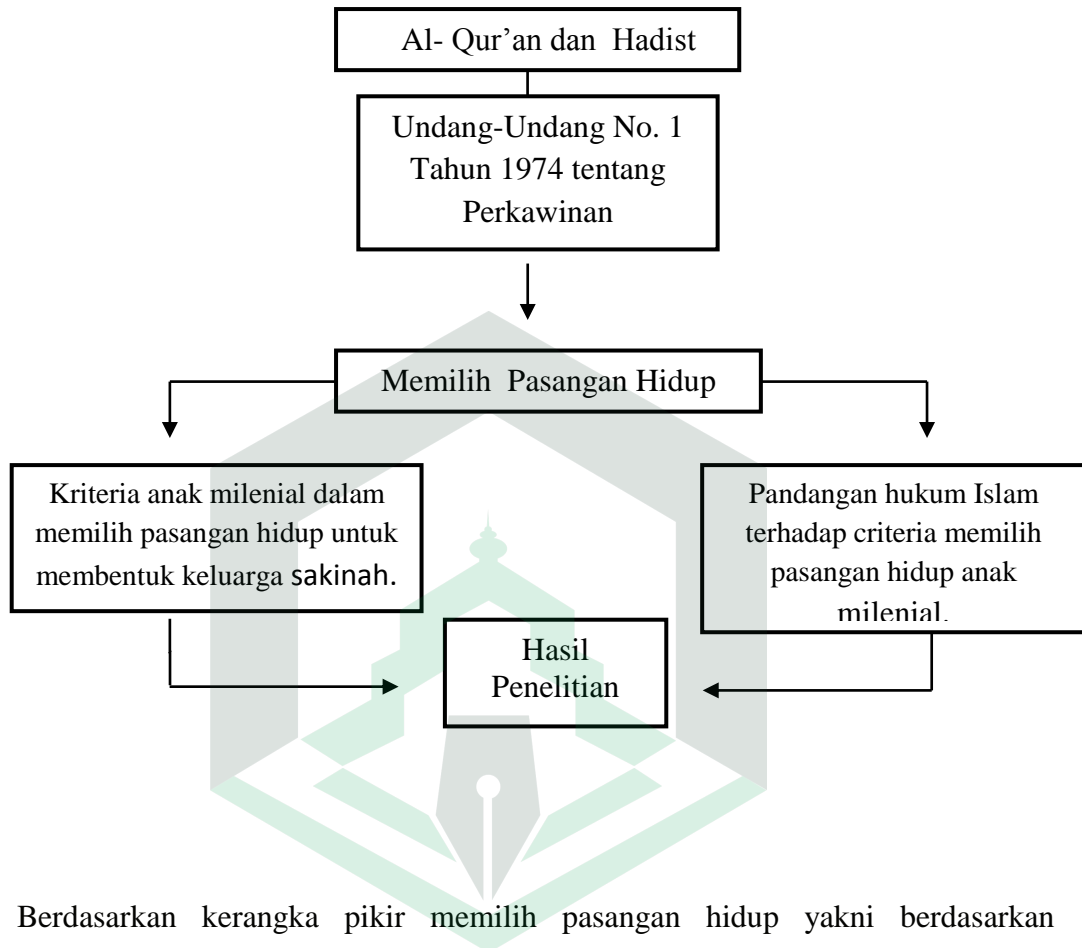 Al- Qur’an dan Hadist
Undang-Undang No. 1
Tahun 1974 tentang
Perkawinan
Memilih Pasangan Hidup
Kriteria anak milenial dalam
memilih pasangan hidup untuk
membentuk keluarga sakinah.
Pandangan hukum Islam
terhadap criteria memilih
pasangan hidup anak
milenial.
Hasil
Penelitian
Berdasarkan kerangka pikir memilih pasangan hidup yakni berdasarkan